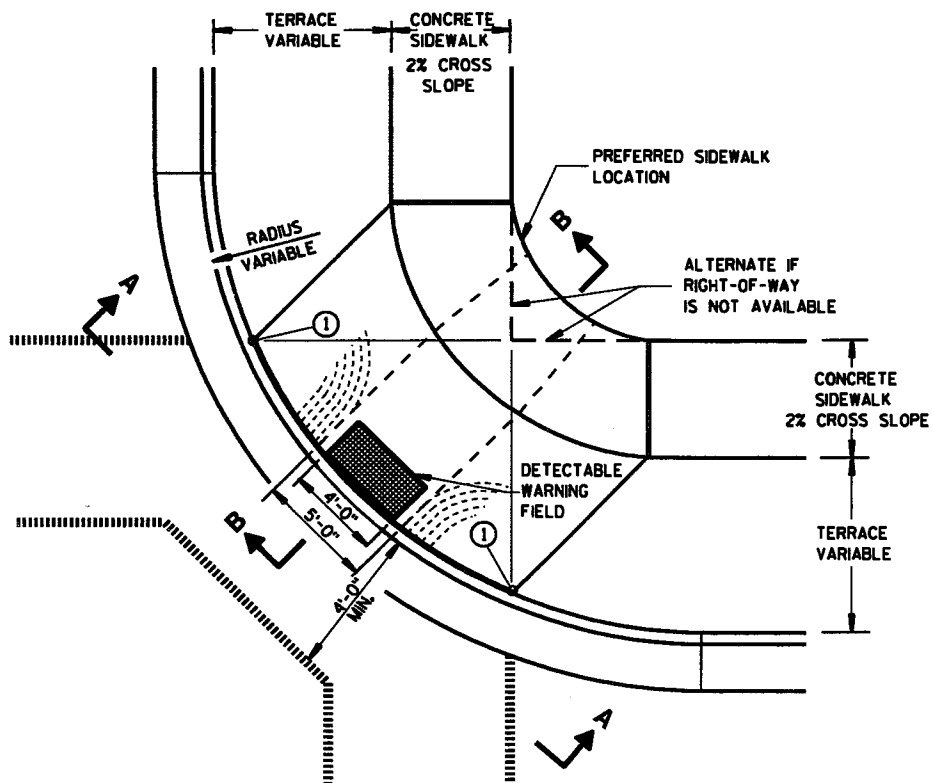 TERRACE
VARIABLE
CONCRETE
SIDEWALK
2% CROSS
SLOPE
PREFERRED SIDEWALK
LOCATION
B
RADIUS
VARIABLE
ALTERNATE IF
RIGHT-OF-WAY
IS NOT AVAILABLE
A
1
CONCRETE
SIDEWALK
2% CROSS SLOPE
DETECTABLE
WARNING
FIELD
4'-0"
5'-0"
B
1
TERRACE
VARIABLE
4'-0"
MIN.
A